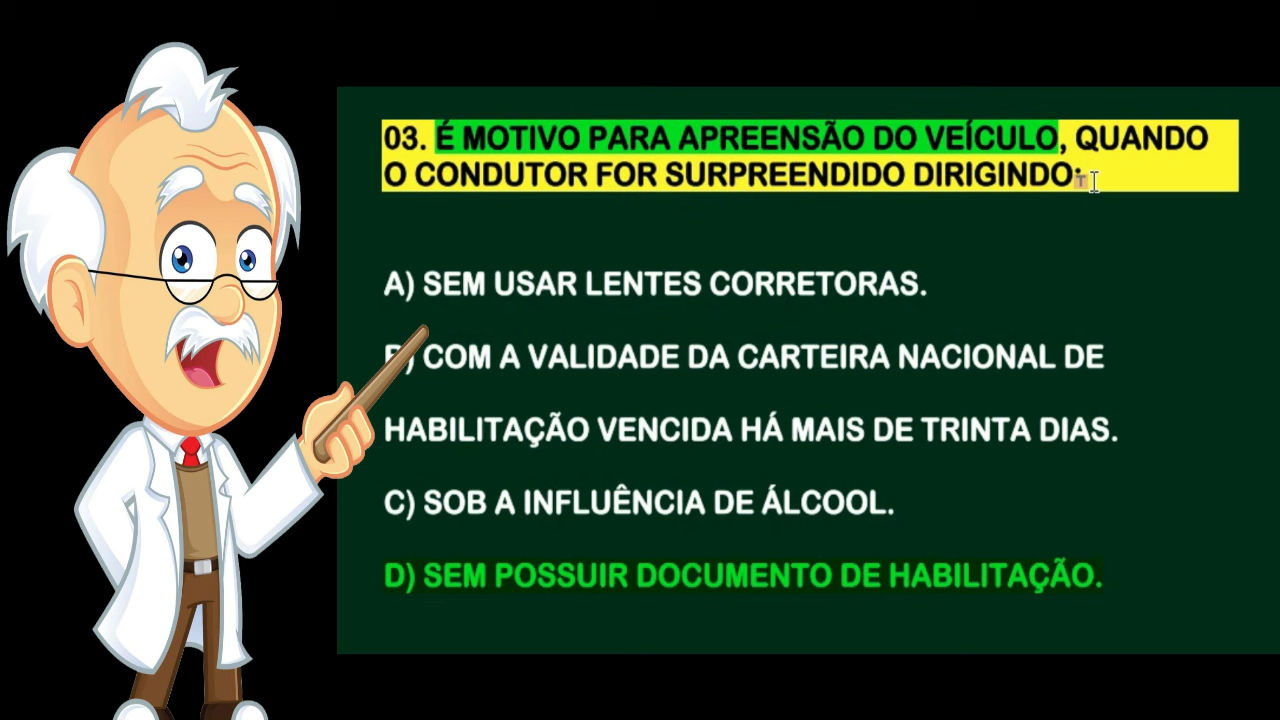 03. É MOTIVO PARA APREENSÃO DO VEÍCULO, QUANDO
O CONDUTOR FOR SURPREENDIDO DIRIGINDO:
A) SEM USAR LENTES CORRETORAS.
B) COM A VALIDADE DA CARTEIRA NACIONAL DE
HABILITAÇÃO VENCIDA HÁ MAIS DE TRINTA DIAS.
C) SOB A INFLUÊNCIA DE ÁLCOOL.
D) SEM POSSUIR DOCUMENTO DE HABILITAÇÃO.